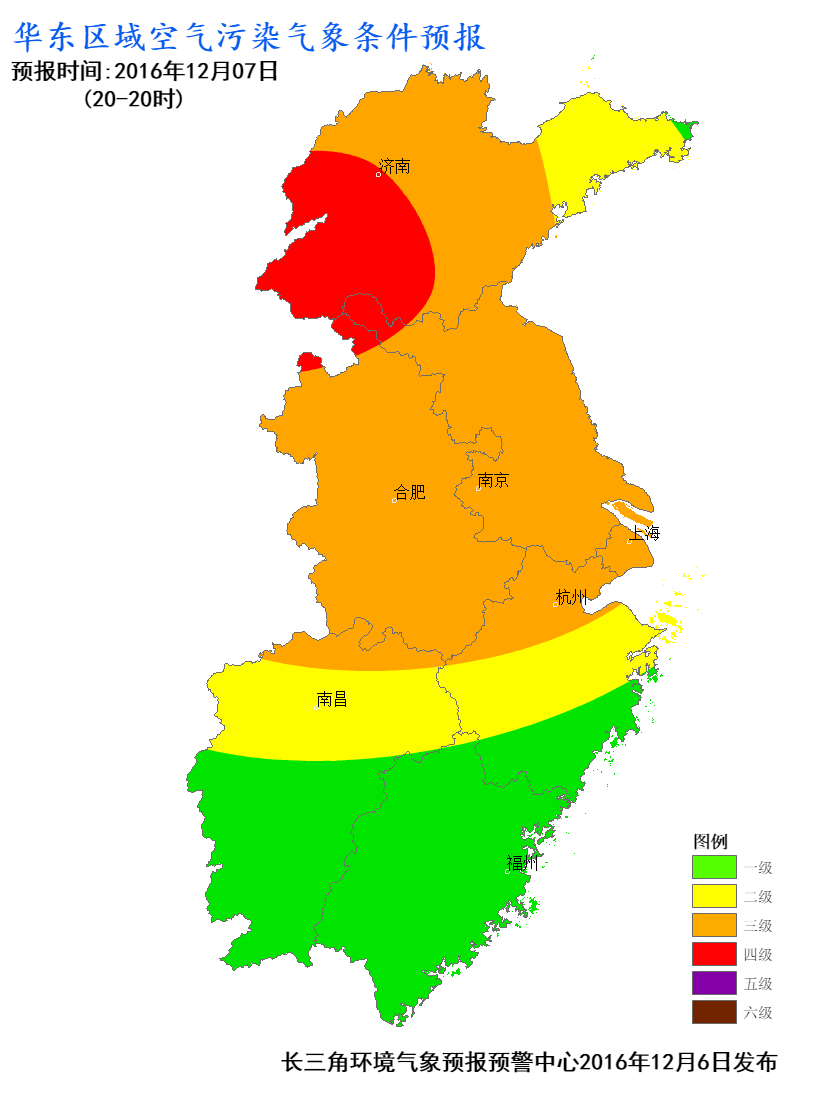 华东区域空气污染气象条件预报
预报时间:2016年12月07日
(20-20时)
济南
合肥
南京
上海
杭州
南昌
福州
图例
一级
二级
三级
四级
五级
六级
长三角环境气象预报预警中心2016年12月6日发布